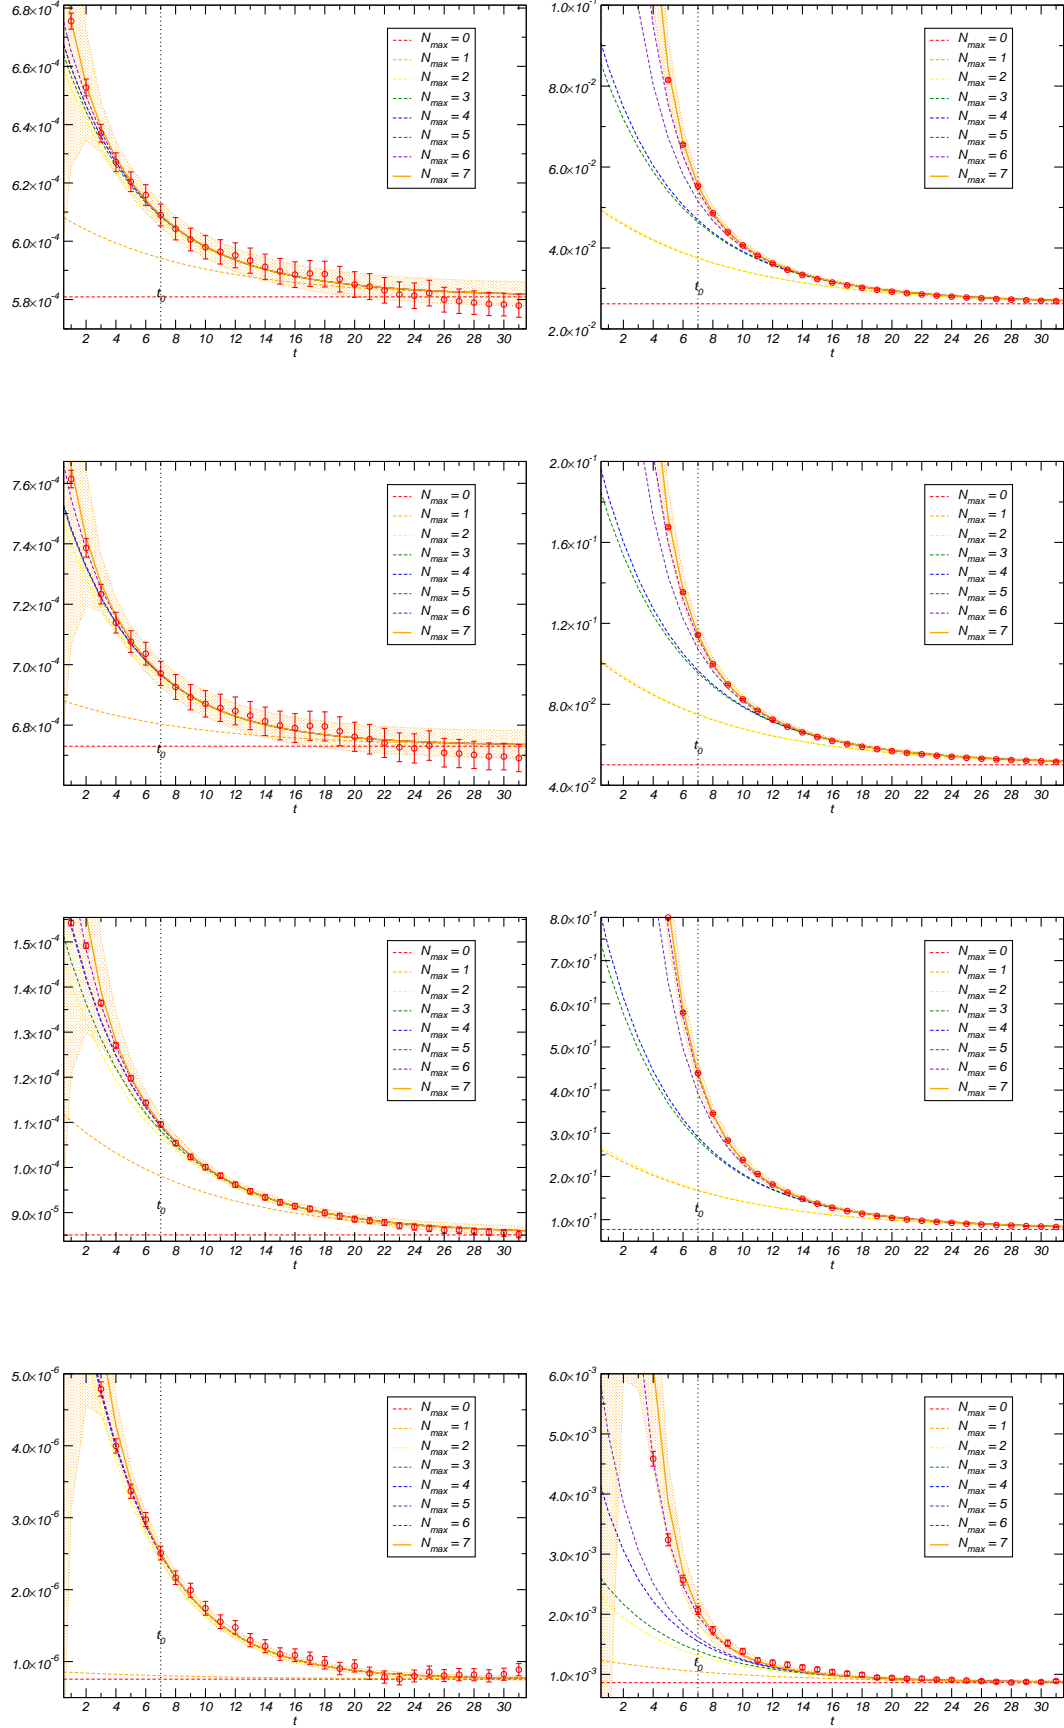 6.8×10⁻⁴
6.6×10⁻⁴
6.4×10⁻⁴
6.2×10⁻⁴
6.0×10⁻⁴
5.8×10⁻⁴
N_max = 0
N_max = 1
N_max = 2
N_max = 3
N_max = 4
N_max = 5
N_max = 6
N_max = 7
t₀
2 4 6 8 10 12 14 16 18 20 22 24 26 28 30
t
1.0×10⁻¹
8.0×10⁻²
6.0×10⁻²
4.0×10⁻²
2.0×10⁻²
N_max = 0
N_max = 1
N_max = 2
N_max = 3
N_max = 4
N_max = 5
N_max = 6
N_max = 7
t₀
2 4 6 8 10 12 14 16 18 20 22 24 26 28 30
t
7.6×10⁻⁴
7.4×10⁻⁴
7.2×10⁻⁴
7.0×10⁻⁴
6.8×10⁻⁴
N_max = 0
N_max = 1
N_max = 2
N_max = 3
N_max = 4
N_max = 5
N_max = 6
N_max = 7
t₀
2 4 6 8 10 12 14 16 18 20 22 24 26 28 30
t
2.0×10⁻¹
1.6×10⁻¹
1.2×10⁻¹
8.0×10⁻²
4.0×10⁻²
N_max = 0
N_max = 1
N_max = 2
N_max = 3
N_max = 4
N_max = 5
N_max = 6
N_max = 7
t₀
2 4 6 8 10 12 14 16 18 20 22 24 26 28 30
t
1.5×10⁻⁴
1.4×10⁻⁴
1.3×10⁻⁴
1.2×10⁻⁴
1.1×10⁻⁴
1.0×10⁻⁴
9.0×10⁻⁵
N_max = 0
N_max = 1
N_max = 2
N_max = 3
N_max = 4
N_max = 5
N_max = 6
N_max = 7
t₀
2 4 6 8 10 12 14 16 18 20 22 24 26 28 30
t
8.0×10⁻¹
7.0×10⁻¹
6.0×10⁻¹
5.0×10⁻¹
4.0×10⁻¹
3.0×10⁻¹
2.0×10⁻¹
1.0×10⁻¹
N_max = 0
N_max = 1
N_max = 2
N_max = 3
N_max = 4
N_max = 5
N_max = 6
N_max = 7
t₀
2 4 6 8 10 12 14 16 18 20 22 24 26 28 30
t
5.0×10⁻⁶
4.0×10⁻⁶
3.0×10⁻⁶
2.0×10⁻⁶
1.0×10⁻⁶
N_max = 0
N_max = 1
N_max = 2
N_max = 3
N_max = 4
N_max = 5
N_max = 6
N_max = 7
t₀
2 4 6 8 10 12 14 16 18 20 22 24 26 28 30
t
6.0×10⁻³
5.0×10⁻³
4.0×10⁻³
3.0×10⁻³
2.0×10⁻³
1.0×10⁻³
N_max = 0
N_max = 1
N_max = 2
N_max = 3
N_max = 4
N_max = 5
N_max = 6
N_max = 7
t₀
2 4 6 8 10 12 14 16 18 20 22 24 26 28 30
t